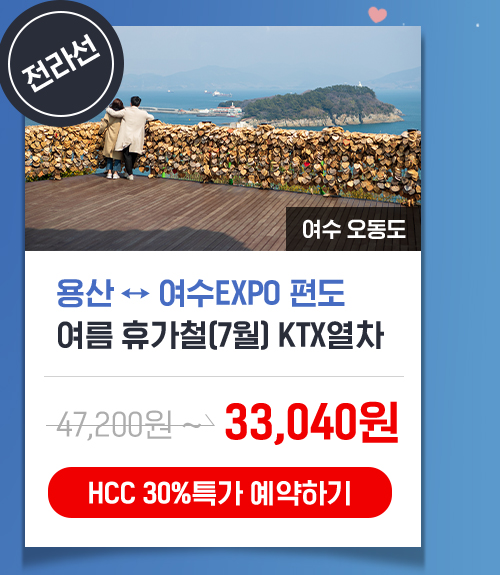 전라선
여수 오동도
용산 ↔ 여수EXPO 편도
여름 휴가철(7월) KTX열차
47,200원 ~ 33,040원
HCC 30%특가 예약하기